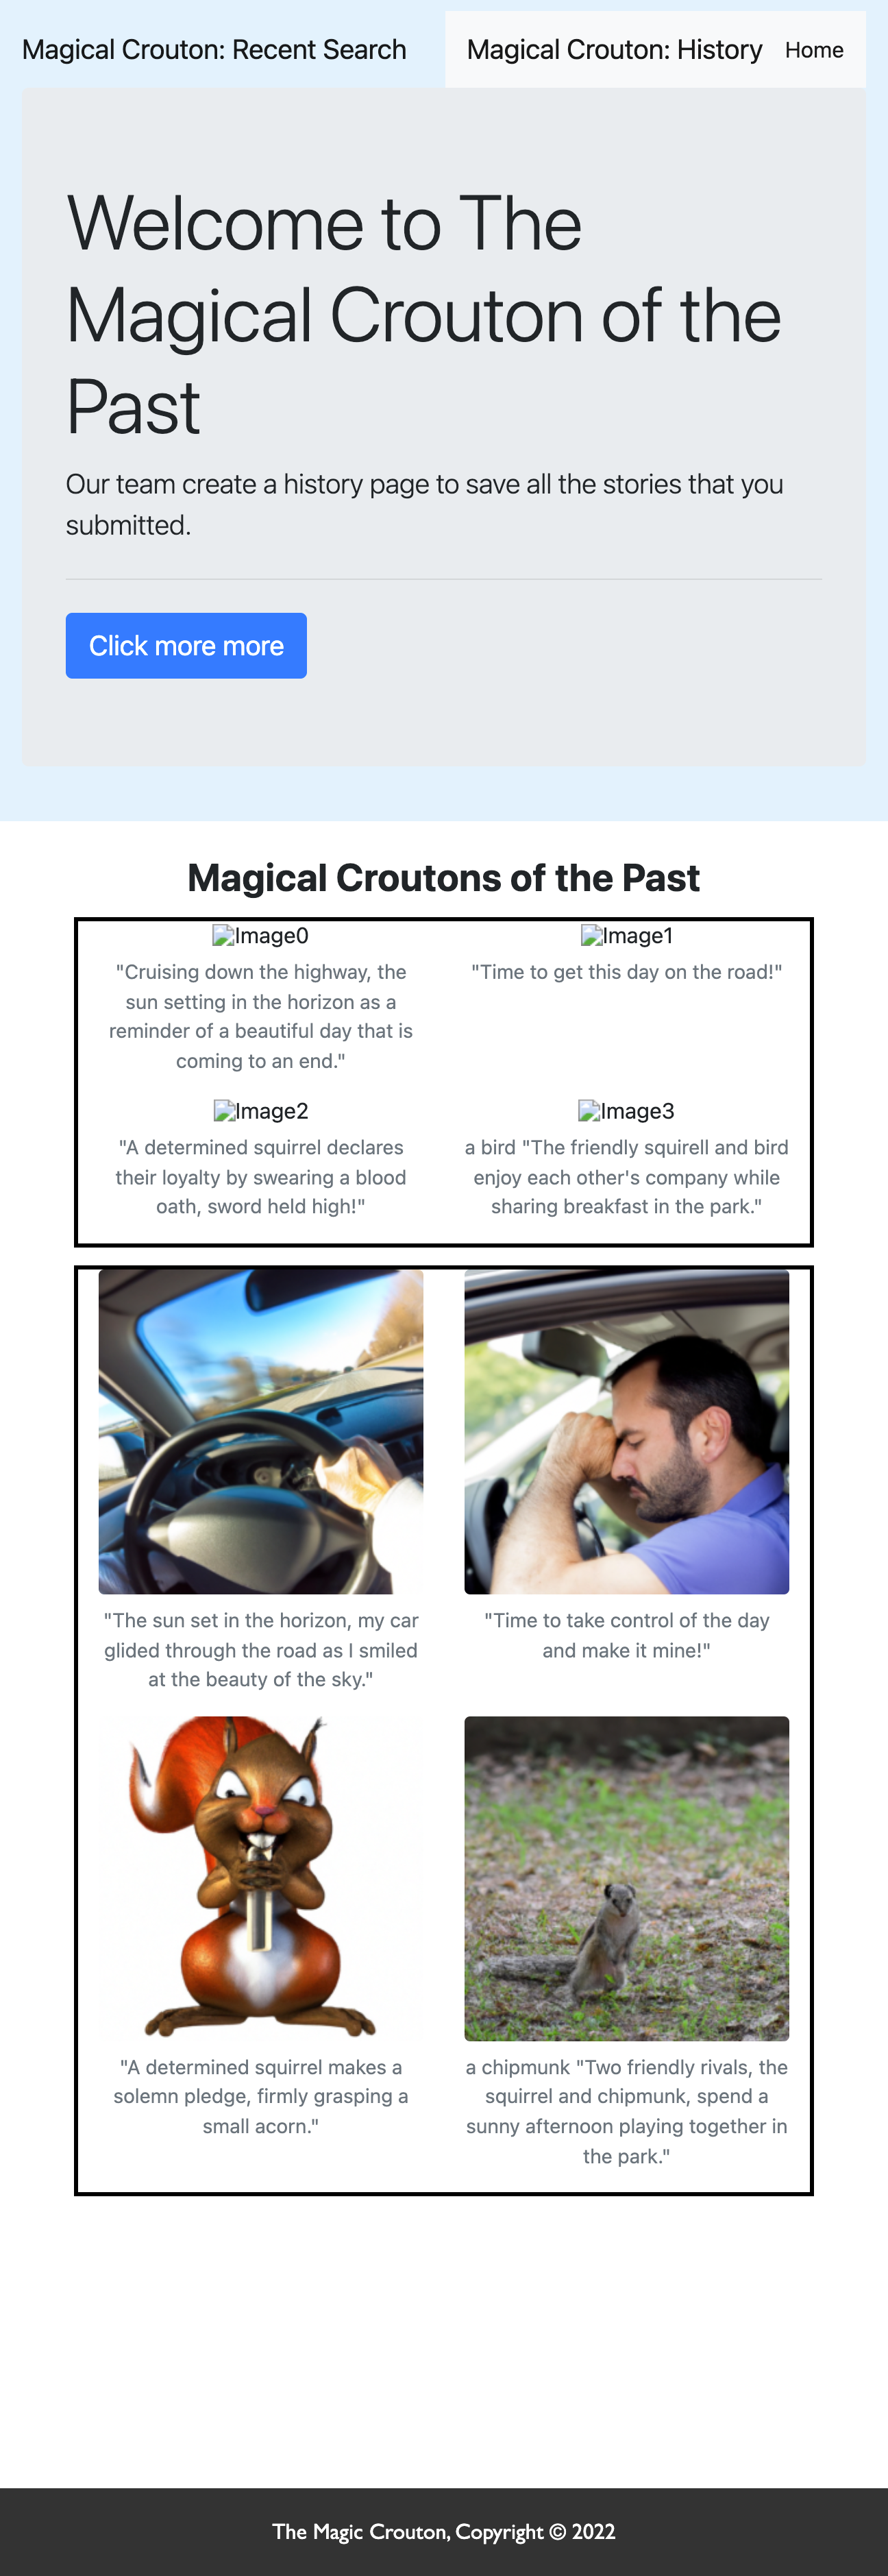 Magical Crouton: Recent Search
Magical Crouton: History Home
Welcome to The
Magical Crouton of the
Past
Our team create a history page to save all the stories that you
submitted.
Click more more
Magical Croutons of the Past
Image0
"Cruising down the highway, the
sun setting in the horizon as a
reminder of a beautiful day that is
coming to an end."
Image1
"Time to get this day on the road!"
Image2
"A determined squirrel declares
their loyalty by swearing a blood
oath, sword held high!"
Image3
a bird "The friendly squirell and bird
enjoy each other's company while
sharing breakfast in the park."
"The sun set in the horizon, my car
glided through the road as I smiled
at the beauty of the sky."
"Time to take control of the day
and make it mine!"
"A determined squirrel makes a
solemn pledge, firmly grasping a
small acorn."
a chipmunk "Two friendly rivals, the
squirrel and chipmunk, spend a
sunny afternoon playing together in
the park."
The Magic Crouton, Copyright © 2022